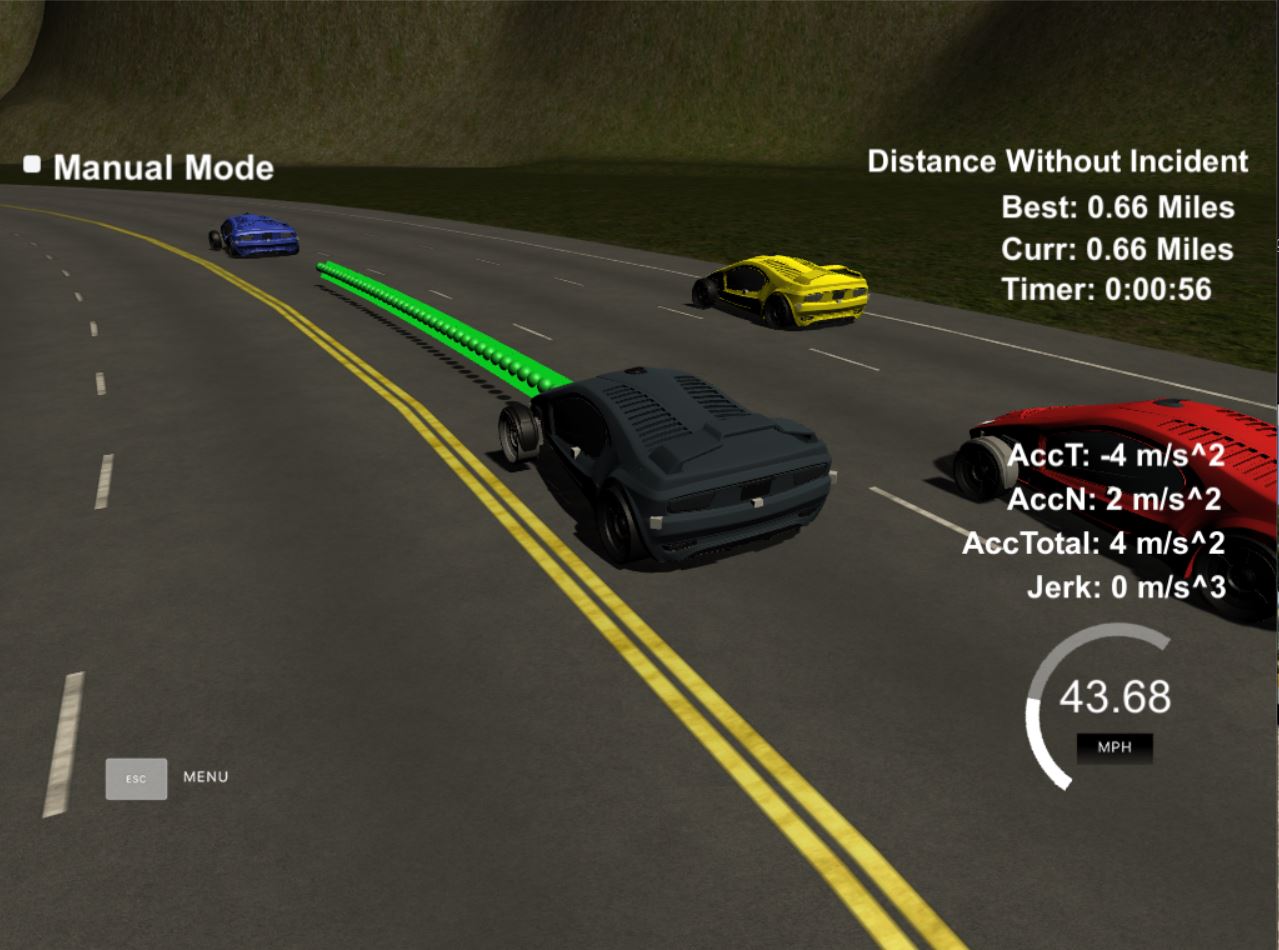 Manual Mode
Distance Without Incident
Best: 0.66 Miles
Curr: 0.66 Miles
Timer: 0:00:56
AccT: -4 m/s^2
AccN: 2 m/s^2
AccTotal: 4 m/s^2
Jerk: 0 m/s^3
43.68
MPH
ESC MENU